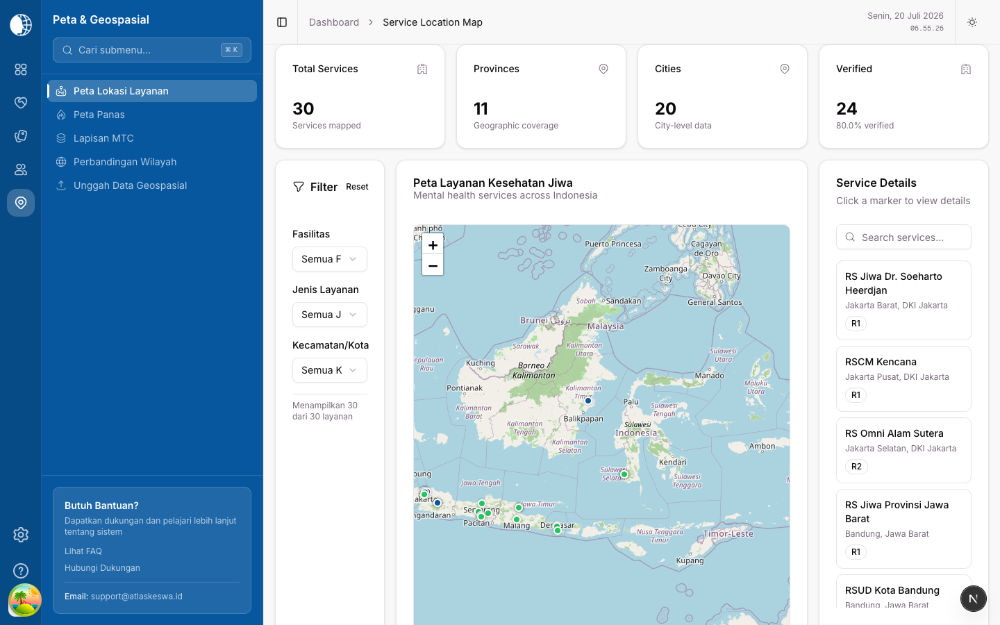 Peta & Geospasial
Cari submenu...
⌘ K
Peta Lokasi Layanan
Peta Panas
Lapisan MTC
Perbandingan Wilayah
Unggah Data Geospasial
Butuh Bantuan?
Dapatkan dukungan dan pelajari lebih lanjut
tentang sistem
Lihat FAQ
Hubungi Dukungan
Email: support@atlaskeswa.id
Dashboard
Service Location Map
Senin, 20 Juli 2026
06.55.26
Total Services
30
Services mapped
Provinces
11
Geographic coverage
Cities
20
City-level data
Verified
24
80.0% verified
Filter
Reset
Fasilitas
Semua F
Jenis Layanan
Semua J
Kecamatan/Kota
Semua K
Menampilkan 30
dari 30 layanan
Peta Layanan Kesehatan Jiwa
Mental health services across Indonesia
+
−
anh phố
Ch
Puerto Princesa
Cebu City
Cagayan
de Oro
Zamboanga
City
Davao City
General Santos
gganu
Sabah
Sandakan
Brunei بروني
Malaysia
Sarawak
Kalimantan
Utara
Sulawesi
Utara
epulauan
Riau
Kuching
Borneo /
Kalimantan
Manado
Maluku
Utara
Pontianak
Kalimantan
Timur
Palu
Sulawesi
Tengah
Kalimantan
Barat
Balikpapan
Kalimantan
Tengah
Sulawesi
Indonesia
Kalimantan
Selatan
Ambon
Kendari
Sulawesi
Selatan
Sulawesi
Tenggara
pung
Jawa Tengah
akarta
Semarang
Jawa Timur
ngandaran
Pacitan
Malang
Denpasar
Nusa Tenggara
Timur
Timor-Leste
Kupang
Service Details
Click a marker to view details
Search services...
RS Jiwa Dr. Soeharto
Heerdjan
Jakarta Barat, DKI Jakarta
R1
RSCM Kencana
Jakarta Pusat, DKI Jakarta
R1
RS Omni Alam Sutera
Jakarta Selatan, DKI Jakarta
R2
RS Jiwa Provinsi Jawa
Barat
Bandung, Jawa Barat
R1
RSUD Kota Bandung
Bandung, Jawa Barat
N